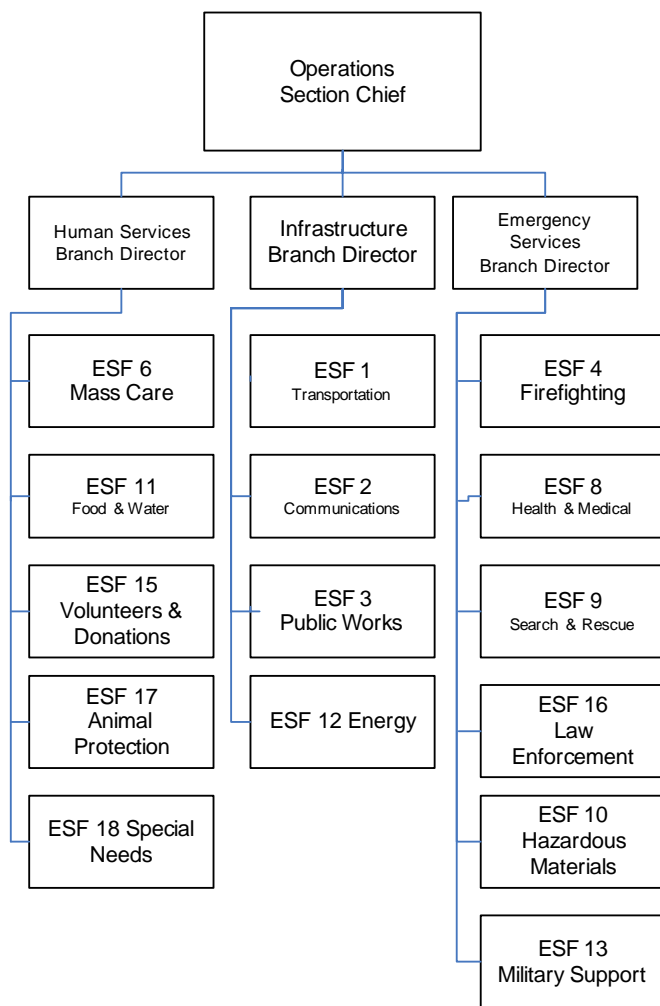 Operations
Section Chief
Human Services
Branch Director
Infrastructure
Branch Director
Emergency
Services
Branch Director
ESF 6
Mass Care
ESF 11
Food & Water
ESF 15
Volunteers &
Donations
ESF 17
Animal
Protection
ESF 18 Special
Needs
ESF 1
Transportation
ESF 2
Communications
ESF 3
Public Works
ESF 12 Energy
ESF 4
Firefighting
ESF 8
Health & Medical
ESF 9
Search & Rescue
ESF 16
Law
Enforcement
ESF 10
Hazardous
Materials
ESF 13
Military Support